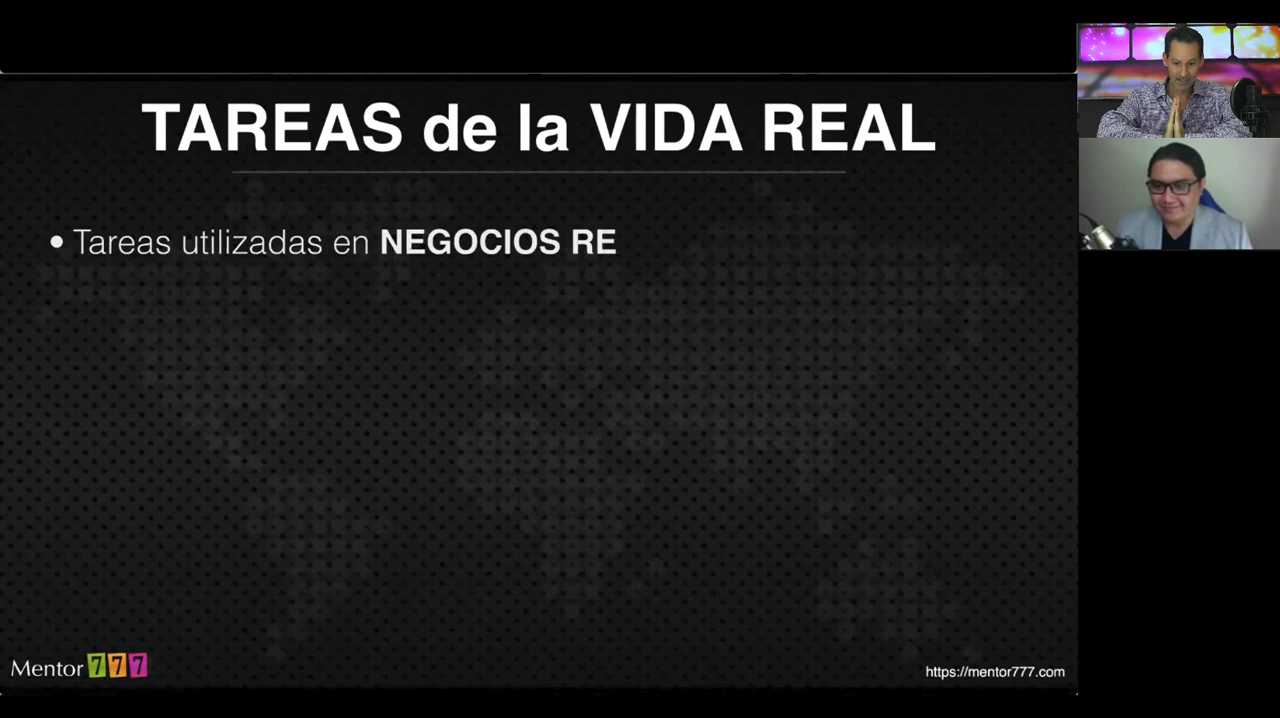 TAREAS de la VIDA REAL
• Tareas utilizadas en NEGOCIOS RE
Mentor 777
https://mentor777.com